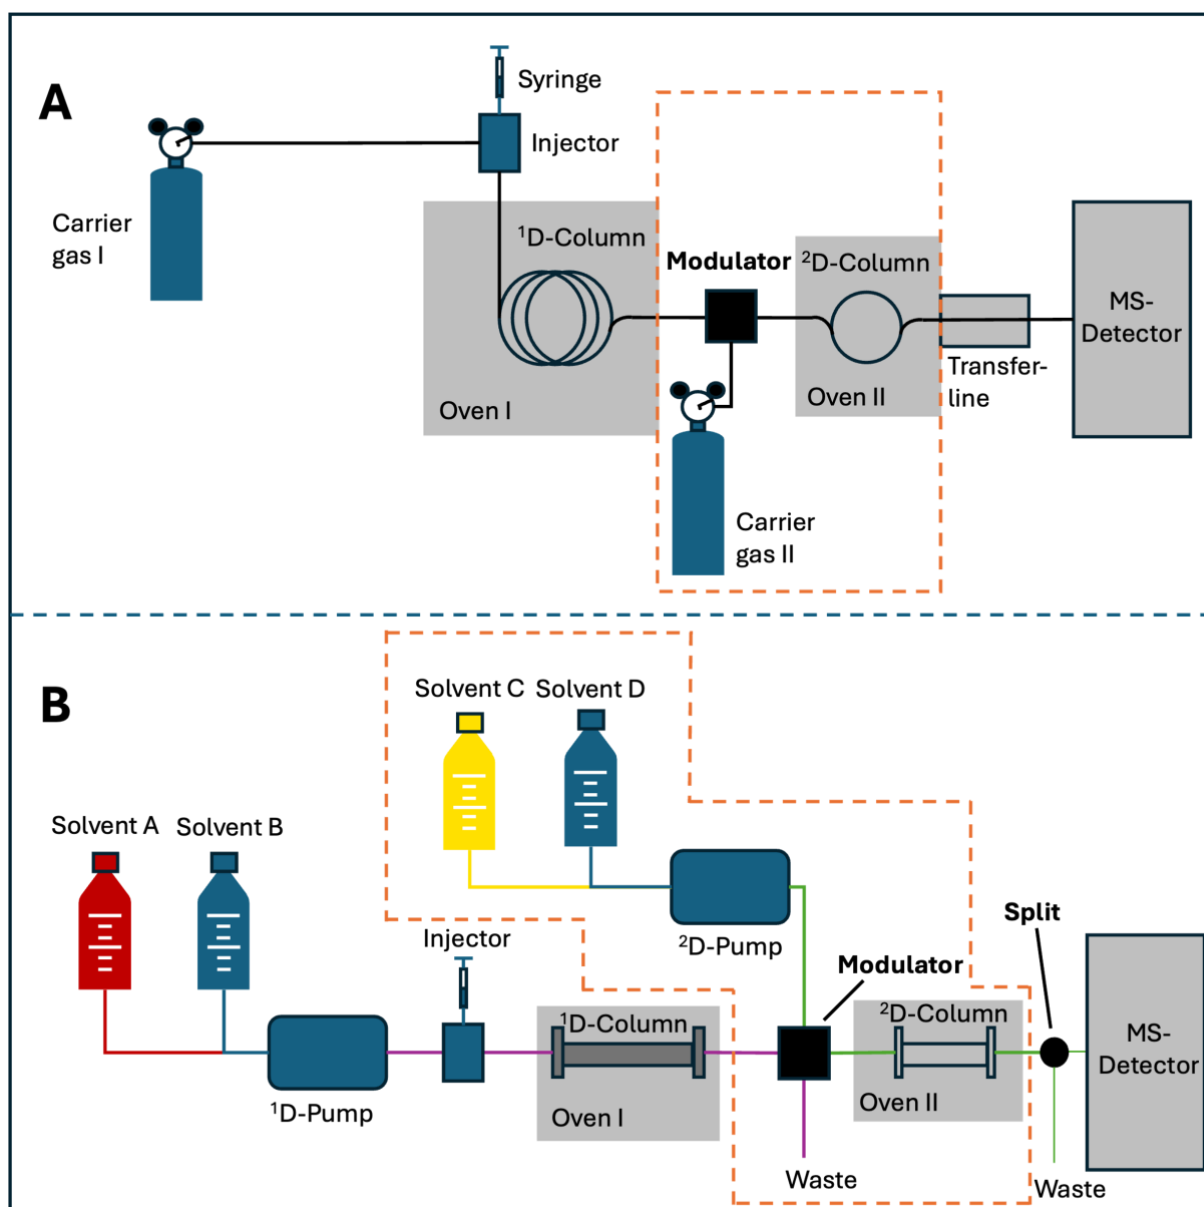 A
Syringe
Injector
Carrier
gas I
¹D-Column
Modulator
²D-Column
MS-
Detector
Oven I
Oven II
Transfer-
line
Carrier
gas II
B
Solvent C
Solvent D
Solvent A
Solvent B
Injector
²D-Pump
Split
Modulator
¹D-Column
²D-Column
MS-
Detector
¹D-Pump
Oven I
Oven II
Waste
Waste